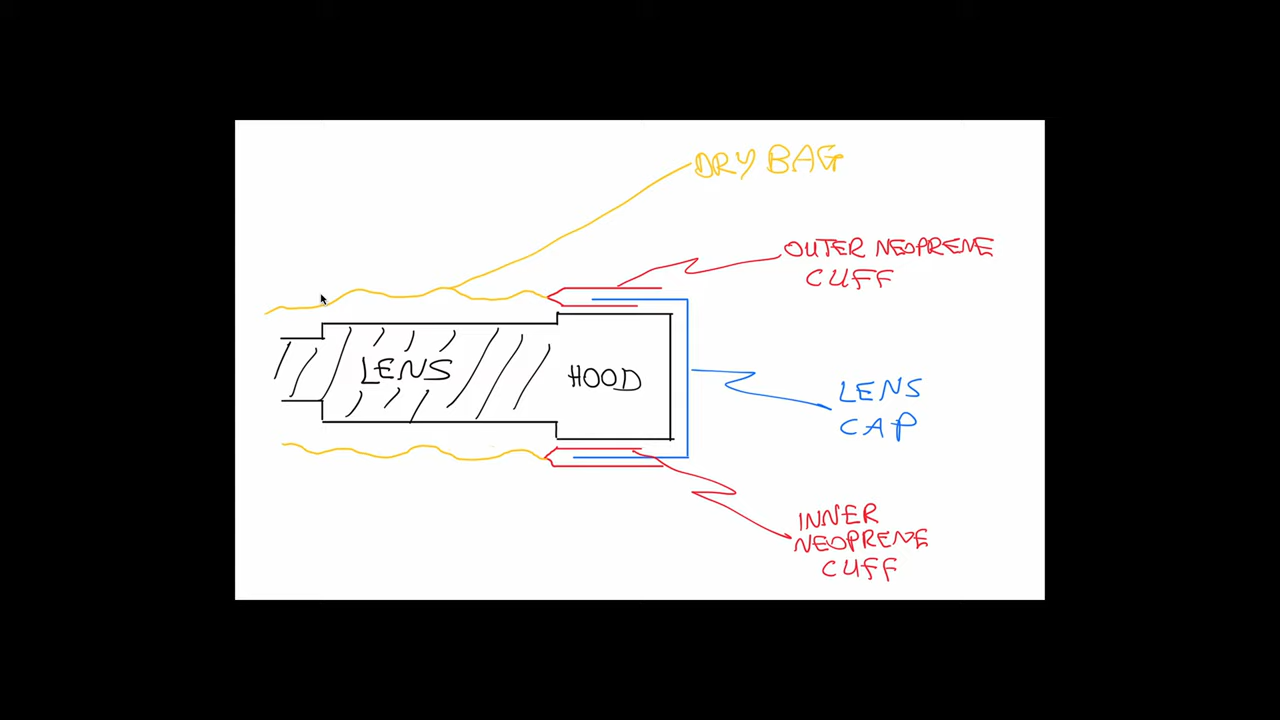 DRY BAG
OUTER NEOPRENE
CUFF
LENS
HOOD
LENS
CAP
INNER
NEOPRENE
CUFF